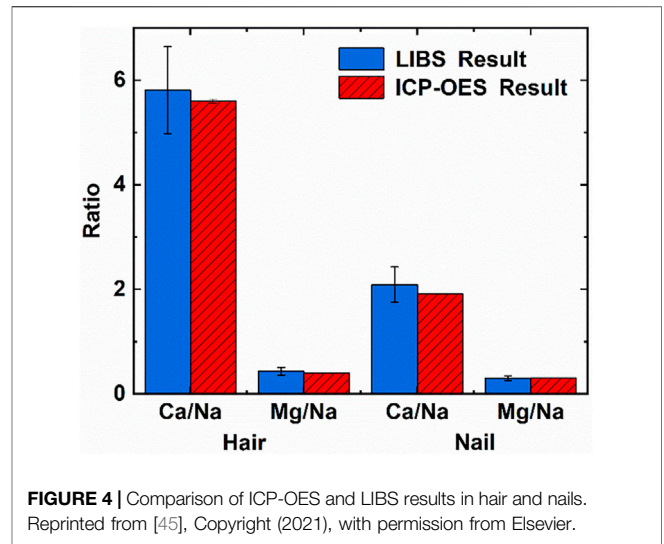 LIBS Result
ICP-OES Result
6
4
2
0
Ratio
Ca/Na Mg/Na Ca/Na Mg/Na
Hair Nail
FIGURE 4 | Comparison of ICP-OES and LIBS results in hair and nails.
Reprinted from [45], Copyright (2021), with permission from Elsevier.